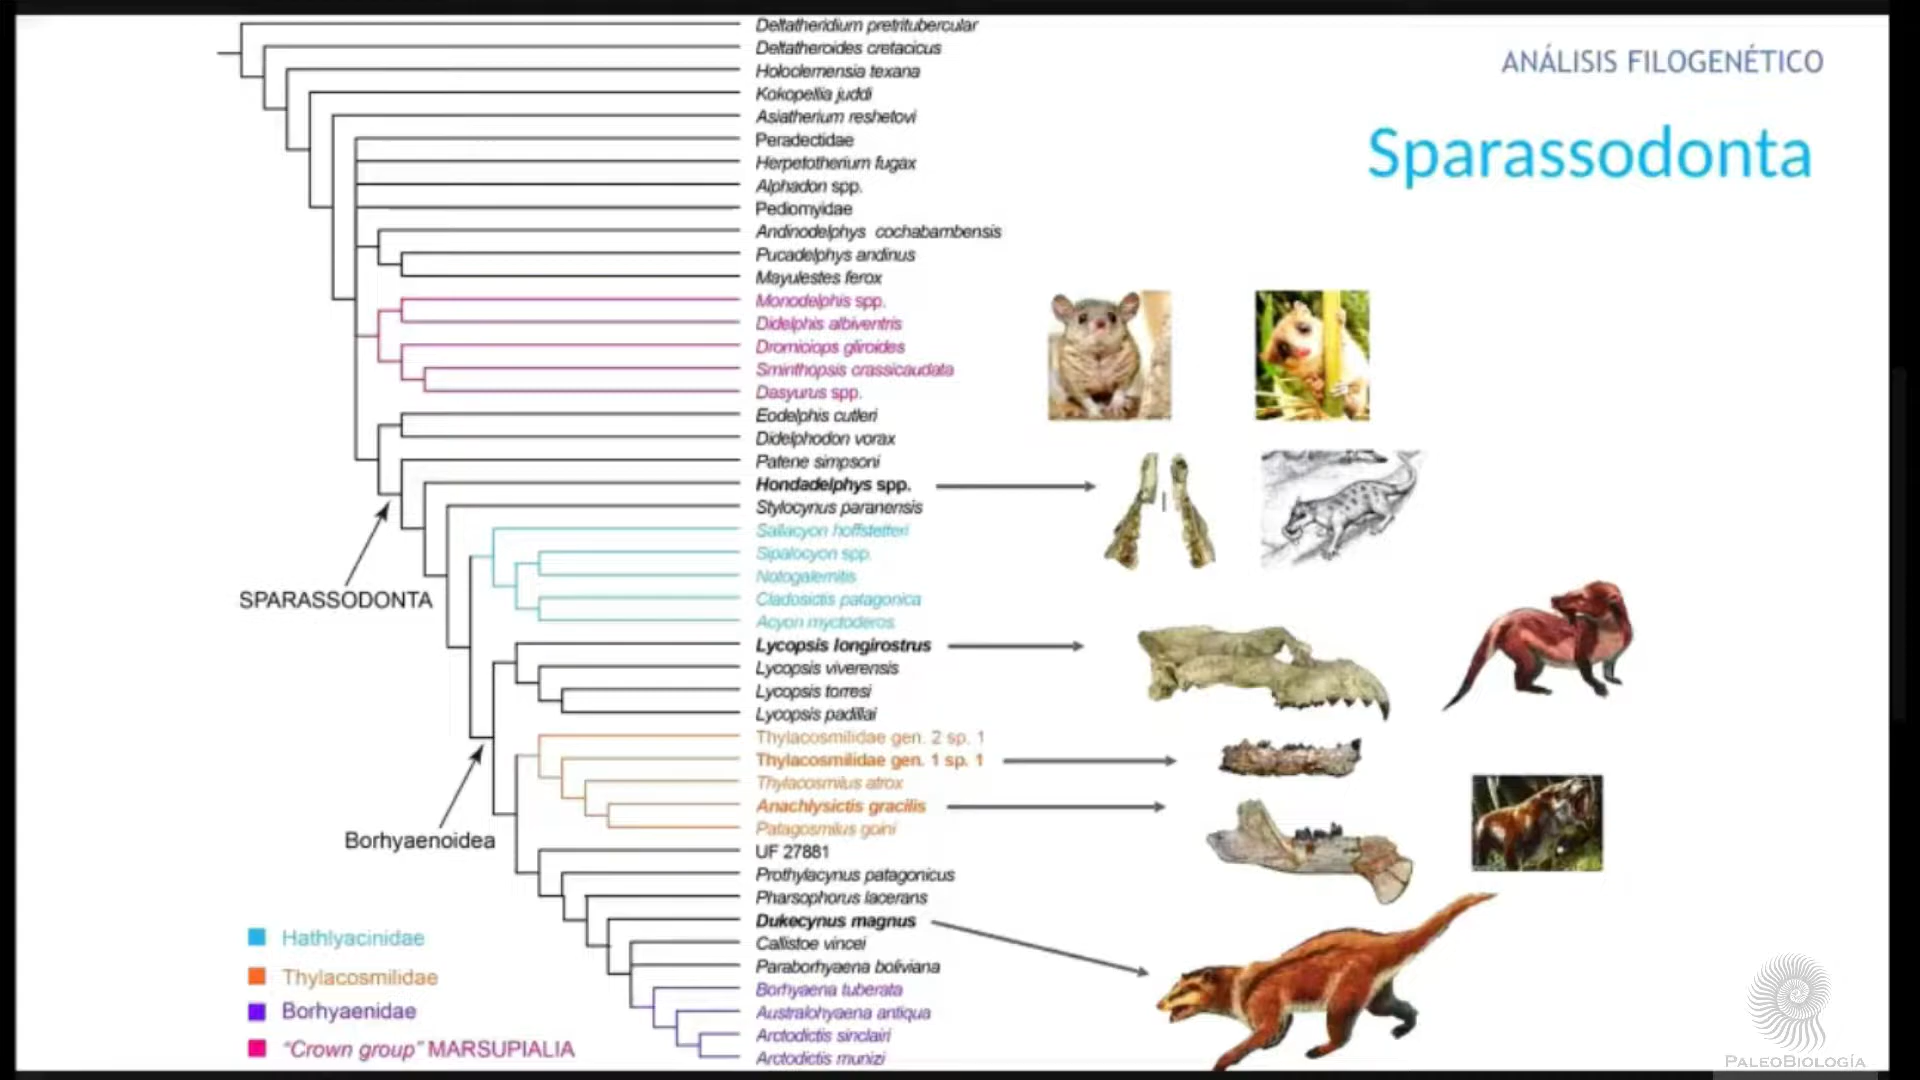 Deltatheridium pretritubercular
Deltatheroides cretacicus
Holoclemensia texana
Kokopellia juddi
Asiatherium reshetovi
Peradectidae
Herpetotherium fugax
Alphadon spp.
Pediomyidae
Andinodelphys cochabambensis
Pucadelphys andinus
Mayulestes ferox
Monodelphis spp.
Didelphis albiventris
Dromiciops gliroides
Sminthopsis crassicaudata
Dasyurus spp.
Eodelphis cutleri
Didelphodon vorax
Patene simpsoni
Hondadelphys spp.
Stylocynus paranensis
Sallacyon hoffstetteri
Sipalocyon spp.
Notogalemitis
Cladosictis patagonica
Acyon myctoderos
Lycopsis longirostrus
Lycopsis viverensis
Lycopsis torresi
Lycopsis padillai
Thylacosmilidae gen. 2 sp. 1
Thylacosmilidae gen. 1 sp. 1
Thylacosmilus atrox
Anachlysictis gracilis
Patagosmilus goini
UF 27881
Prothylacynus patagonicus
Pharsophorus lacerans
Dukecynus magnus
Callistoe vincei
Paraborhyaena boliviana
Borhyaena tuberata
Australohyaena antiqua
Arctodictis sinclairi
Arctodictis munizi
SPARASSODONTA
Borhyaenoidea
Hathlyacinidae
Thylacosmilidae
Borhyaenidae
"Crown group" MARSUPIALIA
ANÁLISIS FILOGENÉTICO
Sparassodonta
PALEOBIOLOGÍA